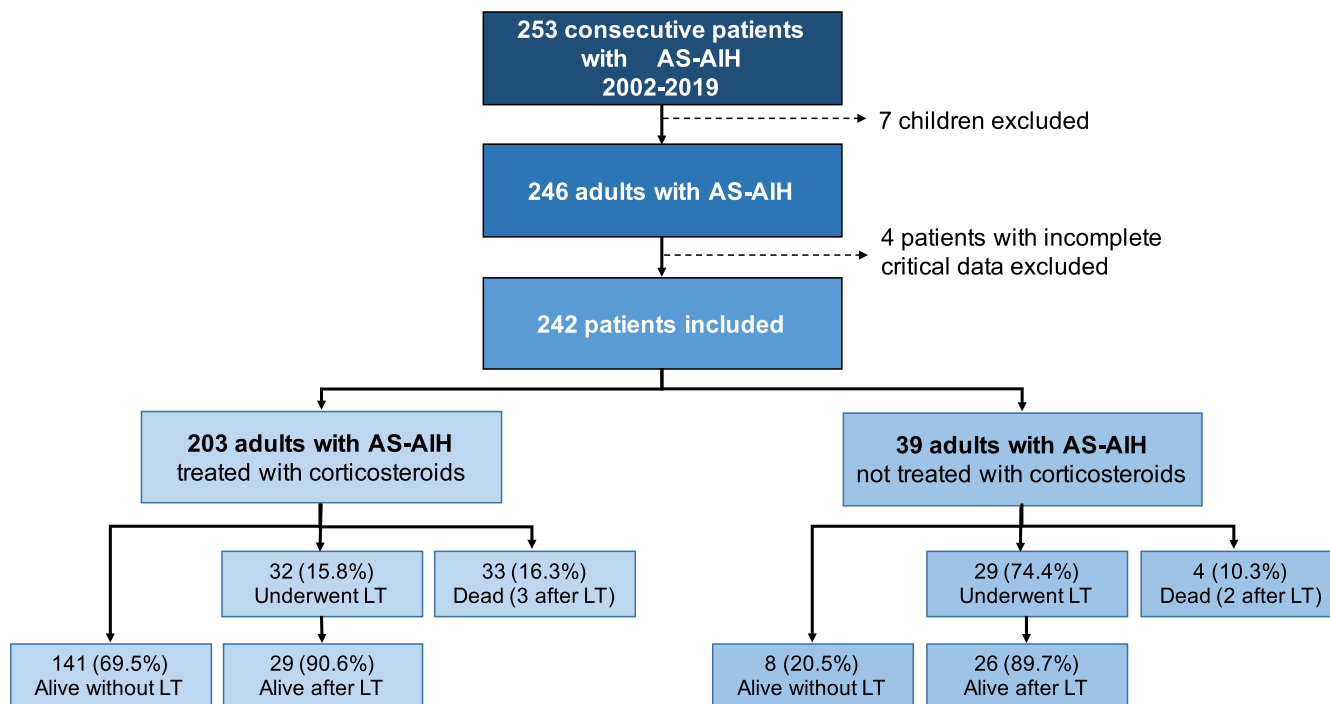 253 consecutive patients
with AS-AIH
2002-2019
7 children excluded
246 adults with AS-AIH
4 patients with incomplete
critical data excluded
242 patients included
203 adults with AS-AIH
treated with corticosteroids
39 adults with AS-AIH
not treated with corticosteroids
32 (15.8%)
Underwent LT
33 (16.3%)
Dead (3 after LT)
29 (74.4%)
Underwent LT
4 (10.3%)
Dead (2 after LT)
141 (69.5%)
Alive without LT
29 (90.6%)
Alive after LT
8 (20.5%)
Alive without LT
26 (89.7%)
Alive after LT